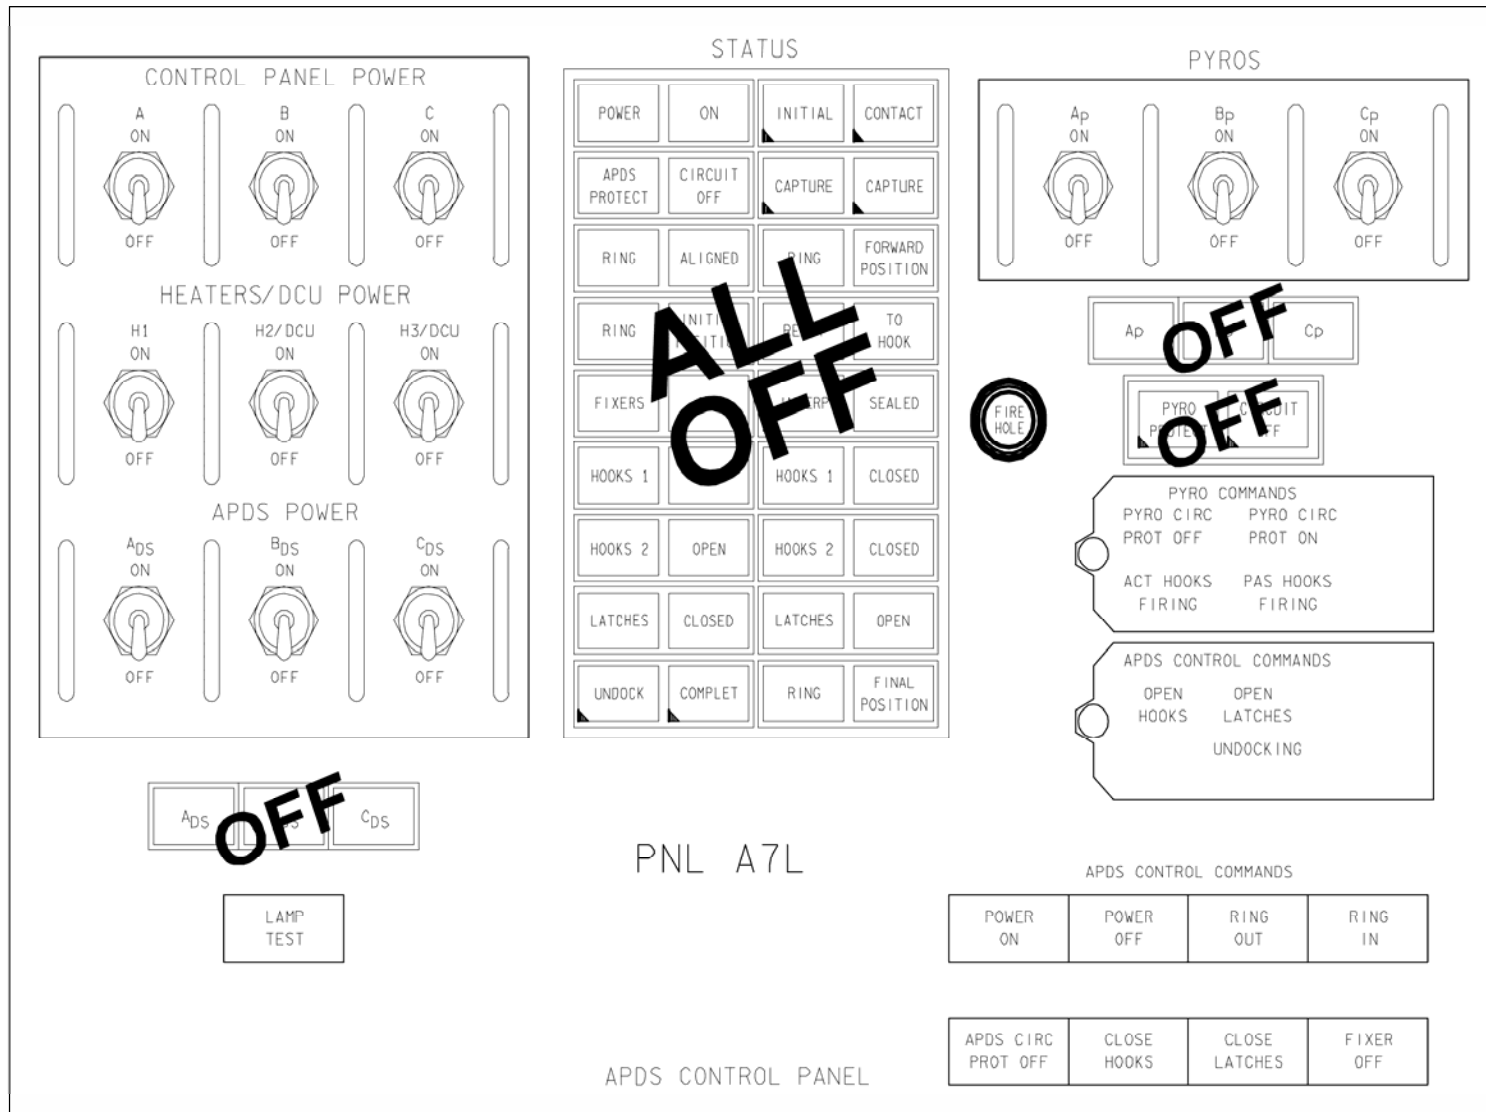 STATUS
PYROS
CONTROL PANEL POWER
A B C
ON ON ON
OFF OFF OFF
HEATERS/DCU POWER
H1 H2/DCU H3/DCU
ON ON ON
OFF OFF OFF
APDS POWER
ADS BDS CDS
ON ON ON
OFF OFF OFF
ADS CDS
OFF
LAMP
TEST
POWER ON INITIAL CONTACT
APDS PROTECT CIRCUIT OFF CAPTURE CAPTURE
RING ALIGNED RING FORWARD POSITION
RING INITIAL POSITION TO HOOK
FIXERS SEALED
HOOKS 1 HOOKS 1 CLOSED
HOOKS 2 OPEN HOOKS 2 CLOSED
LATCHES CLOSED LATCHES OPEN
UNDOCK COMPLET RING FINAL POSITION
ALL
OFF
Ap Bp Cp
ON ON ON
OFF OFF OFF
Ap Cp
OFF
FIRE
HOLE
PYRO PROTECT CIRCUIT OFF
OFF
PYRO COMMANDS
PYRO CIRC PYRO CIRC
PROT OFF PROT ON
ACT HOOKS PAS HOOKS
FIRING FIRING
APDS CONTROL COMMANDS
OPEN OPEN
HOOKS LATCHES
UNDOCKING
PNL A7L
APDS CONTROL COMMANDS
POWER POWER RING RING
ON OFF OUT IN
APDS CIRC CLOSE CLOSE FIXER
PROT OFF HOOKS LATCHES OFF
APDS CONTROL PANEL